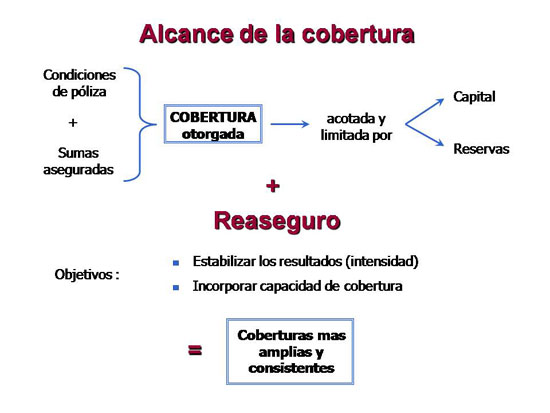 Alcance de la cobertura
Condiciones
de póliza
+
Sumas
aseguradas
COBERTURA
otorgada
acotada y
limitada por
Capital
Reservas
+
Reaseguro
Objetivos :
Estabilizar los resultados (intensidad)
Incorporar capacidad de cobertura
=
Coberturas mas
amplias y
consistentes